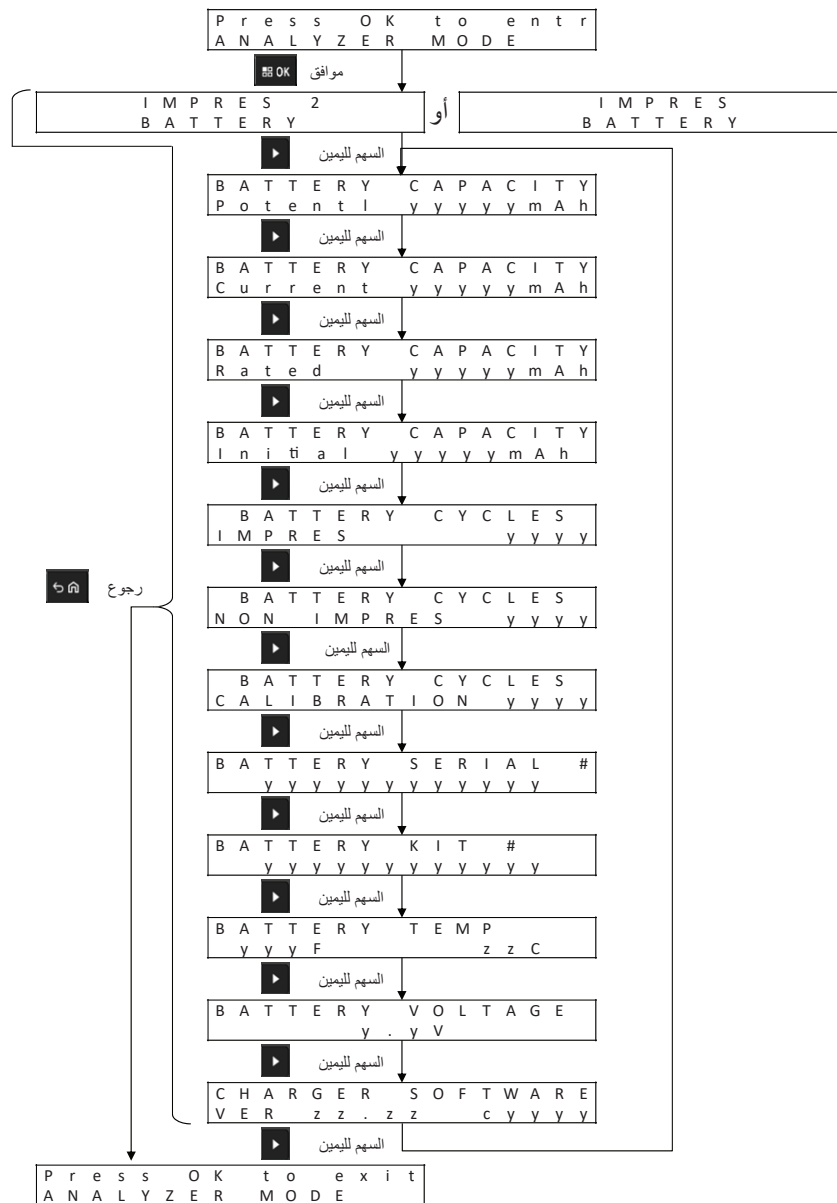 Press OK to entr
ANALYZER MODE
موافق OK
IMPRES 2
BATTERY
أو
IMPRES
BATTERY
السهم لليمين
BATTERY CAPACITY
Potentl yyyyymAh
السهم لليمين
BATTERY CAPACITY
Current yyyyymAh
السهم لليمين
BATTERY CAPACITY
Rated yyyyymAh
السهم لليمين
BATTERY CAPACITY
Initial yyyyymAh
السهم لليمين
BATTERY CYCLES
IMPRES yyyy
السهم لليمين
رجوع
BATTERY CYCLES
NON IMPRES yyyy
السهم لليمين
BATTERY CYCLES
CALIBRATION yyyy
السهم لليمين
BATTERY SERIAL #
yyyyyyyyyyyy
السهم لليمين
BATTERY KIT #
yyyyyyyyyyyy
السهم لليمين
BATTERY TEMP
yyyF zzC
السهم لليمين
BATTERY VOLTAGE
y.yV
السهم لليمين
CHARGER SOFTWARE
VER zz.zz cyyyy
السهم لليمين
Press OK to exit
ANALYZER MODE